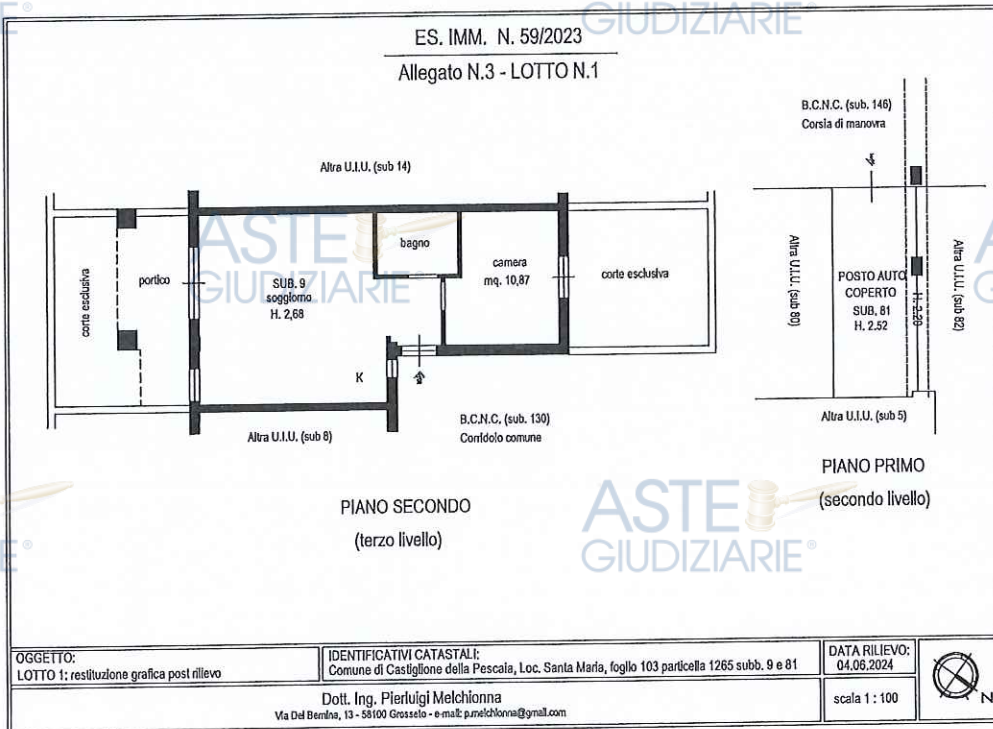 ES. IMM. N. 59/2023
Allegato N.3 - LOTTO N.1
B.C.N.C. (sub. 146)
Corsia di manovra
Altra U.I.U. (sub 14)
corte esclusiva
portico
SUB. 9
soggiorno
H. 2,68
bagno
camera
mq. 10,87
corte esclusiva
K
Altra U.I.U. (sub 8)
B.C.N.C. (sub. 130)
Corridoio comune
Altra U.I.U. (sub 80)
POSTO AUTO
COPERTO
SUB. 81
H. 2.52
H. 2.20
Altra U.I.U. (sub 82)
Altra U.I.U. (sub 5)
PIANO SECONDO
(terzo livello)
PIANO PRIMO
(secondo livello)
ASTE
GIUDIZIARIE®
ASTE
GIUDIZIARIE®
GIUDIZIARIE®
OGGETTO:
LOTTO 1: restituzione grafica post rilievo
IDENTIFICATIVI CATASTALI:
Comune di Castiglione della Pescaia, Loc. Santa Maria, foglio 103 particella 1265 subb. 9 e 81
DATA RILIEVO:
04.06.2024
Dott. Ing. Pierluigi Melchionna
Via Del Bernina, 13 - 58100 Grosseto - e-mail: p.melchionna@gmail.com
scala 1 : 100
N